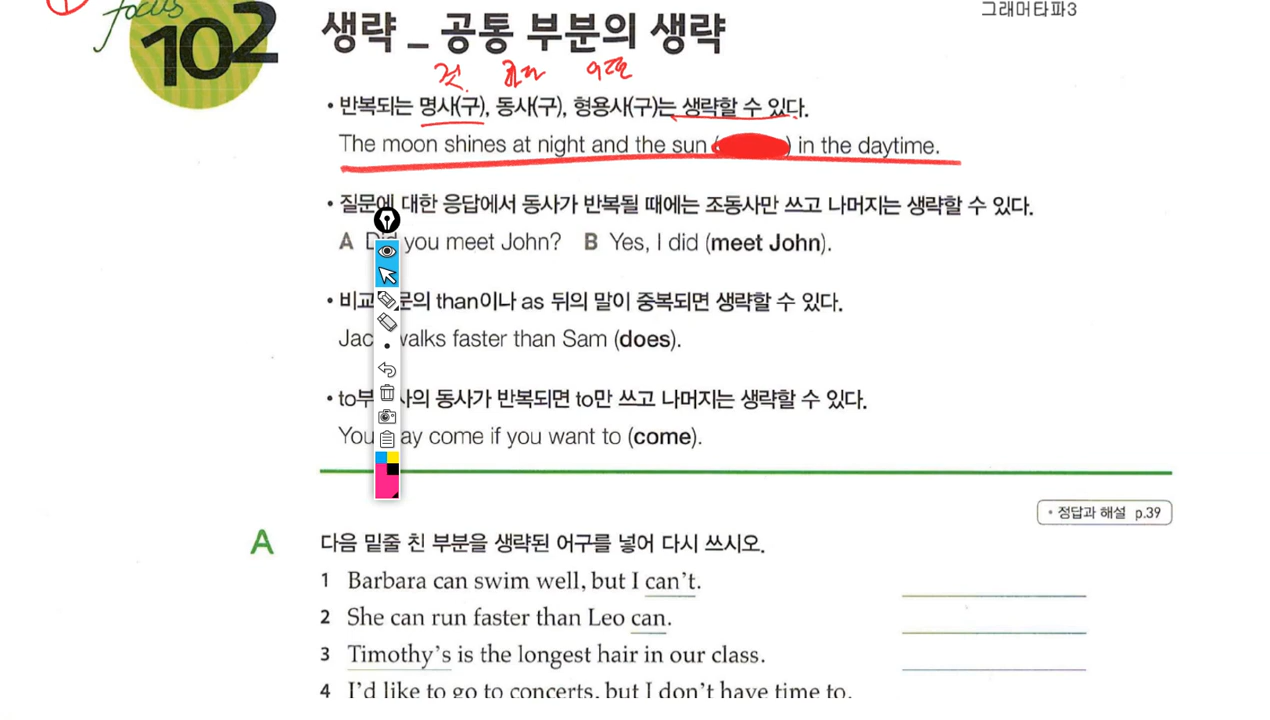 focus
102
생략 _ 공통 부분의 생략
그래머타파3
것
• 반복되는 명사(구), 동사(구), 형용사(구)는 생략할 수 있다.
The moon shines at night and the sun ( ) in the daytime.
• 질문에 대한 응답에서 동사가 반복될 때에는 조동사만 쓰고 나머지는 생략할 수 있다.
A D you meet John? B Yes, I did (meet John).
• 비교 문의 than이나 as 뒤의 말이 중복되면 생략할 수 있다.
Jac walks faster than Sam (does).
• to부 사의 동사가 반복되면 to만 쓰고 나머지는 생략할 수 있다.
You ay come if you want to (come).
• 정답과 해설 p.39
A 다음 밑줄 친 부분을 생략된 어구를 넣어 다시 쓰시오.
1 Barbara can swim well, but I can't.
2 She can run faster than Leo can.
3 Timothy's is the longest hair in our class.
4 I'd like to go to concerts, but I don't have time to.